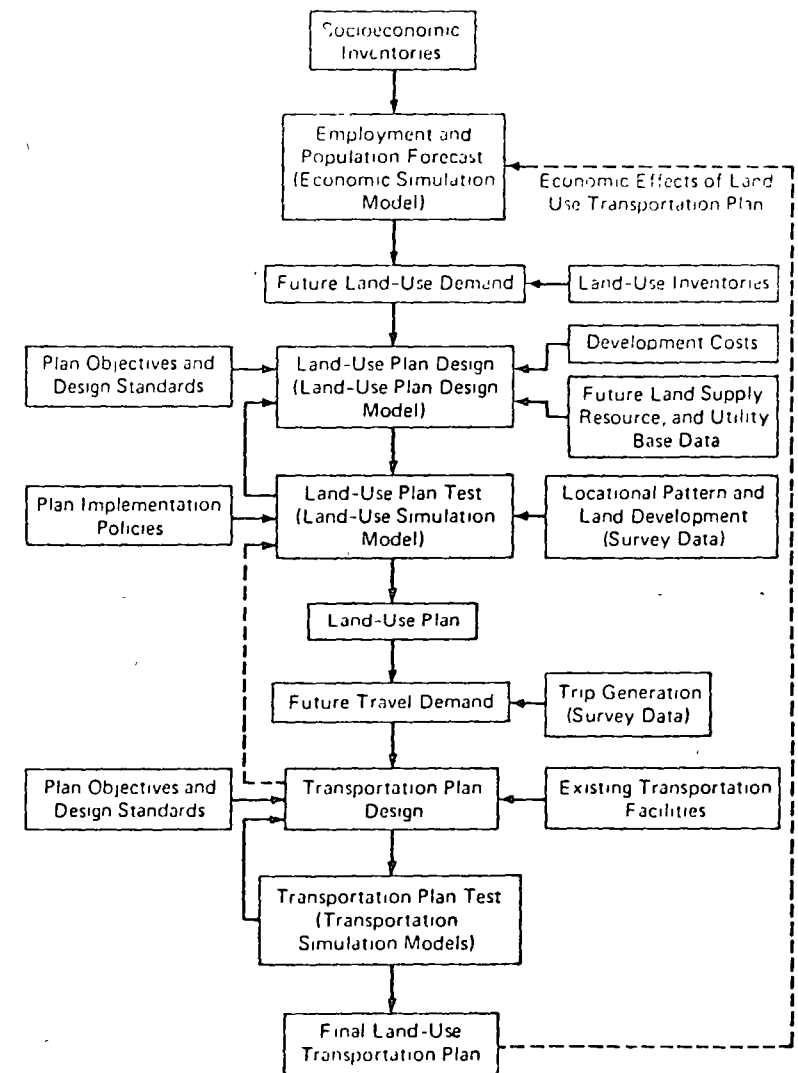 Socioeconomic
Inventories
Employment and
Population Forecast
(Economic Simulation
Model)
Economic Effects of Land
Use Transportation Plan
Future Land-Use Demand
Land-Use Inventories
Development Costs
Plan Objectives and
Design Standards
Land-Use Plan Design
(Land-Use Plan Design
Model)
Future Land Supply
Resource, and Utility
Base Data
Plan Implementation
Policies
Land-Use Plan Test
(Land-Use Simulation
Model)
Locational Pattern and
Land Development
(Survey Data)
Land-Use Plan
Future Travel Demand
Trip Generation
(Survey Data)
Plan Objectives and
Design Standards
Transportation Plan
Design
Existing Transportation
Facilities
Transportation Plan Test
(Transportation
Simulation Models)
Final Land-Use
Transportation Plan